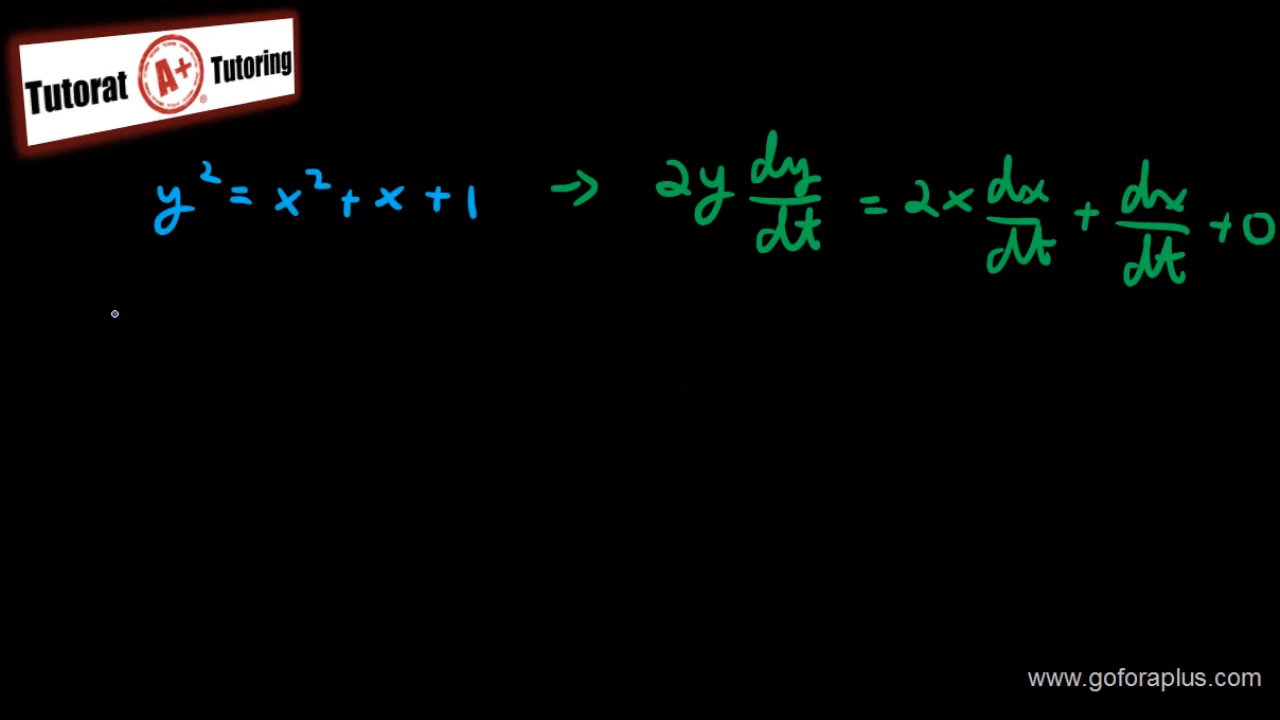 Tutorat A+ Tutoring ®
y² = x² + x + 1 → 2y dy/dt = 2x dx/dt + dx/dt + 0
www.goforaplus.com